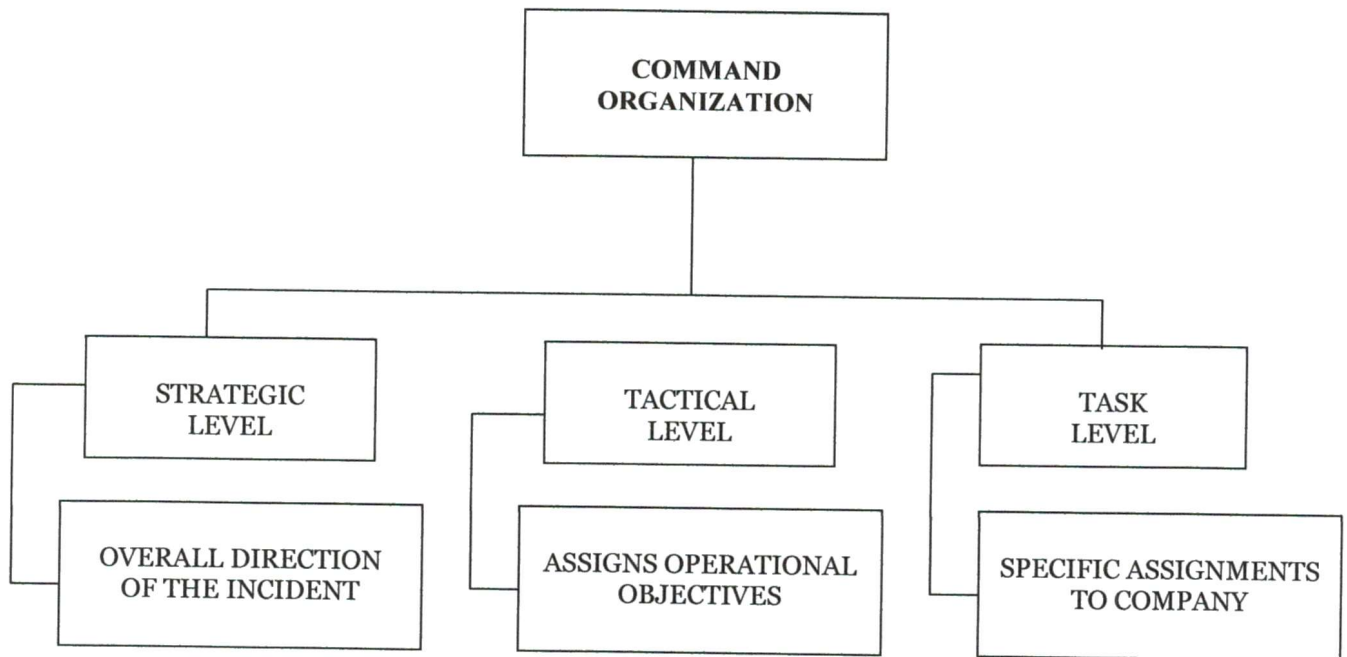 COMMAND
ORGANIZATION
STRATEGIC
LEVEL
OVERALL DIRECTION
OF THE INCIDENT
TACTICAL
LEVEL
ASSIGNS OPERATIONAL
OBJECTIVES
TASK
LEVEL
SPECIFIC ASSIGNMENTS
TO COMPANY